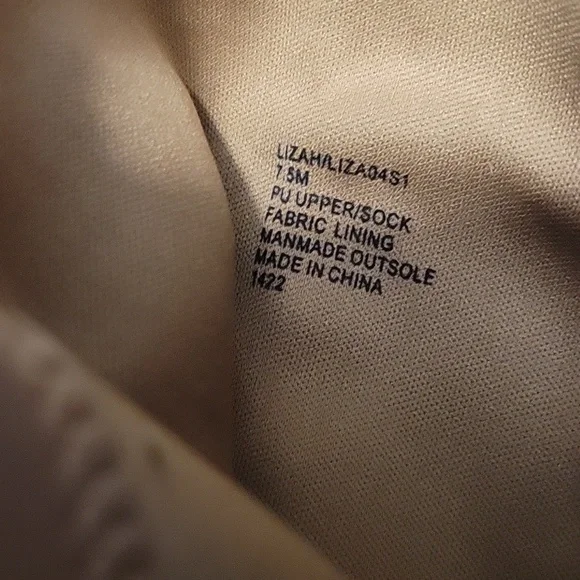 LIZAH/LIZA04S1
7.5M
PU UPPER/SOCK
FABRIC LINING
MANMADE OUTSOLE
MADE IN CHINA
1422